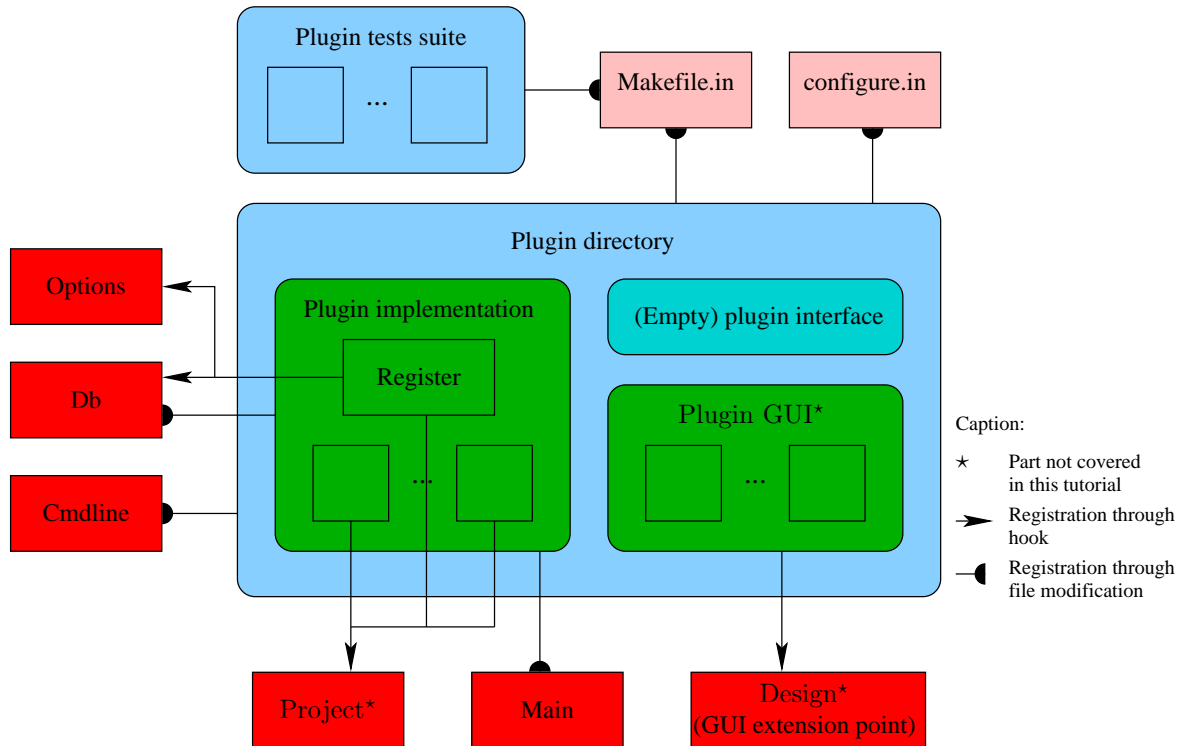 Plugin tests suite
...
Makefile.in
configure.in
Plugin directory
Options
Plugin implementation
(Empty) plugin interface
Register
Db
Plugin GUI⋆
...
...
Cmdline
Caption:
⋆ Part not covered
in this tutorial
Registration through
hook
Registration through
file modification
Project⋆
Main
Design⋆
(GUI extension point)